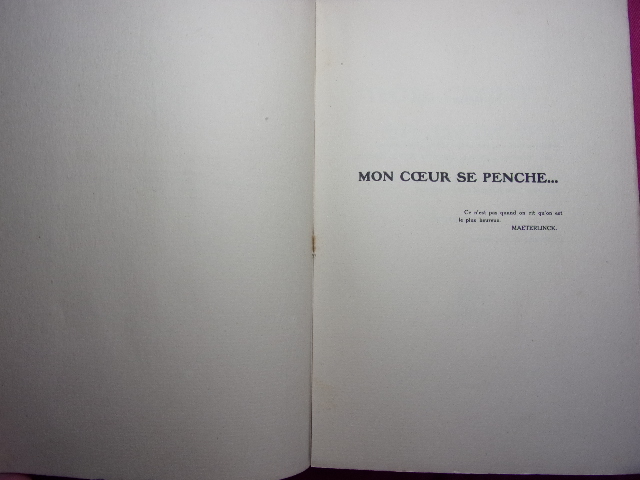 MON CŒUR SE PENCHE...
Ce n'est pas quand on rit qu'on est
le plus heureux.
MAETERLINCK.